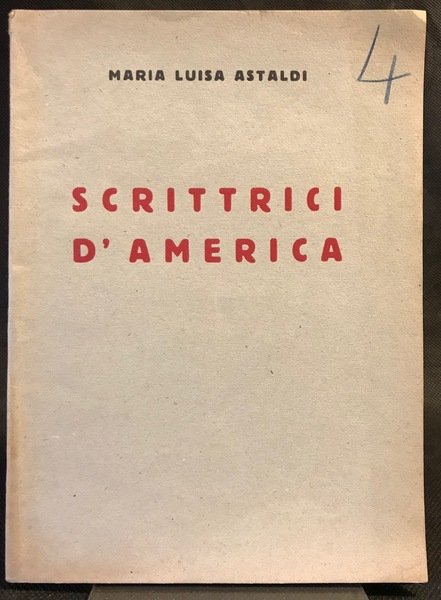 4
MARIA LUISA ASTALDI
SCRITTRICI
D'AMERICA